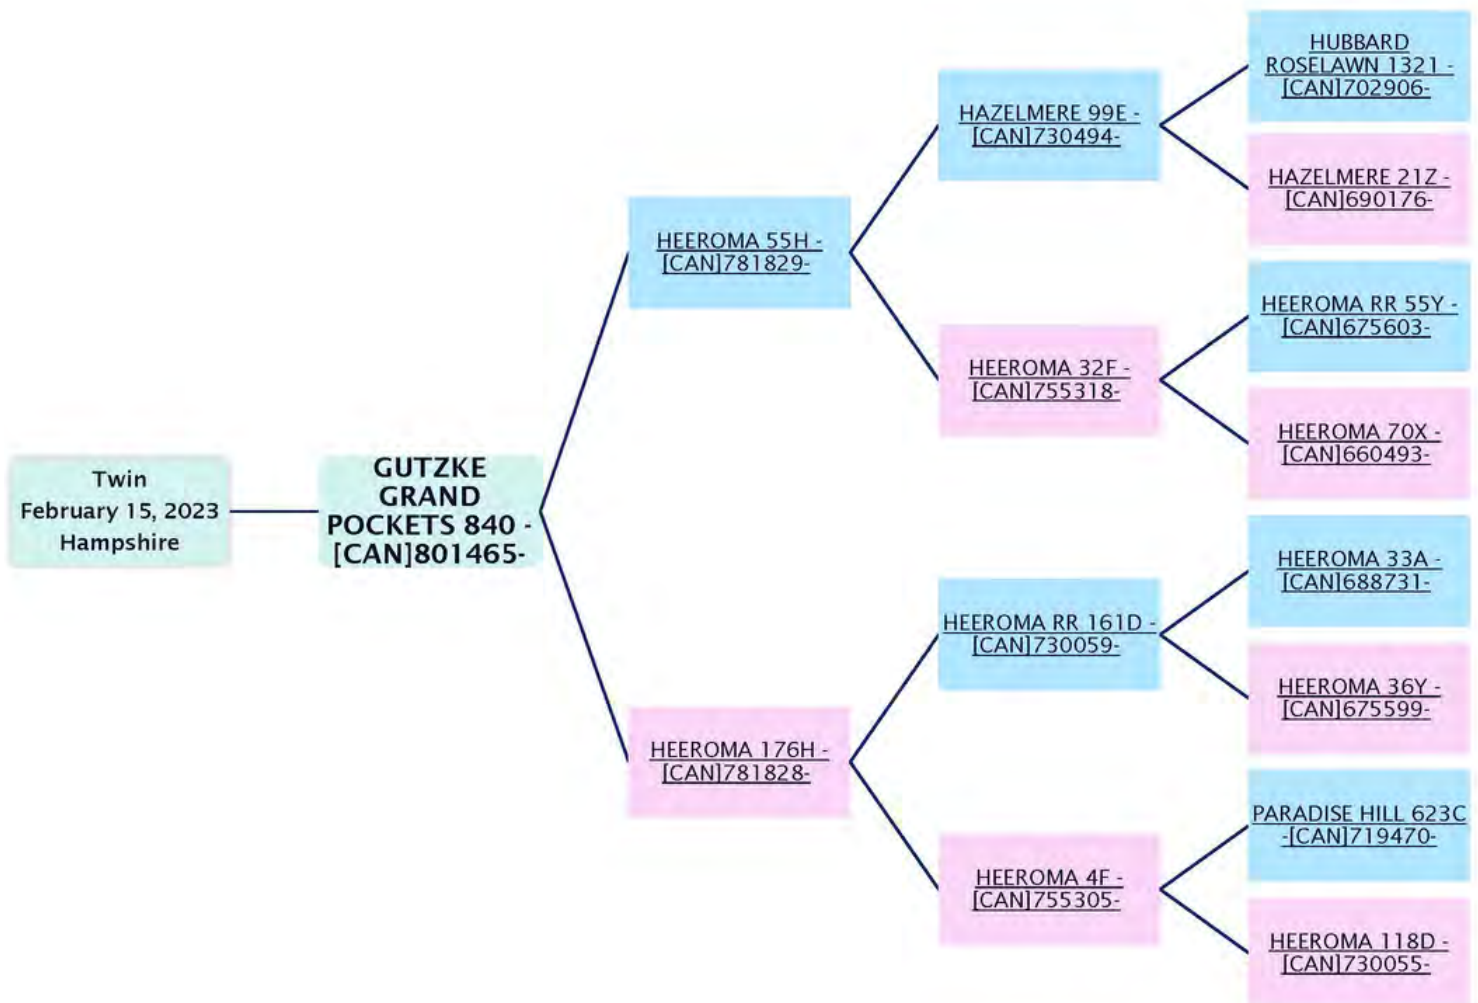 Twin
February 15, 2023
Hampshire
GUTZKE
GRAND
POCKETS 840 -
[CAN]801465-
HEEROMA 55H -
[CAN]781829-
HEEROMA 176H -
[CAN]781828-
HAZELMERE 99E -
[CAN]730494-
HEEROMA 32F -
[CAN]755318-
HEEROMA RR 161D -
[CAN]730059-
HEEROMA 4F -
[CAN]755305-
HUBBARD
ROSELAWN 1321 -
[CAN]702906-
HAZELMERE 21Z -
[CAN]690176-
HEEROMA RR 55Y -
[CAN]675603-
HEEROMA 70X -
[CAN]660493-
HEEROMA 33A -
[CAN]688731-
HEEROMA 36Y -
[CAN]675599-
PARADISE HILL 623C
-[CAN]719470-
HEEROMA 118D -
[CAN]730055-